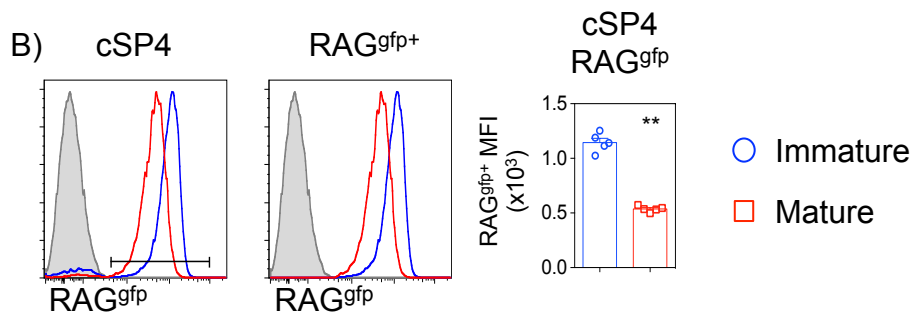 B)
cSP4
RAGgfp+
cSP4
RAGgfp
RAGgfp
RAGgfp
RAGgfp+ MFI
(x10³)
1.5
1.0
0.5
0.0
**
Immature
Mature